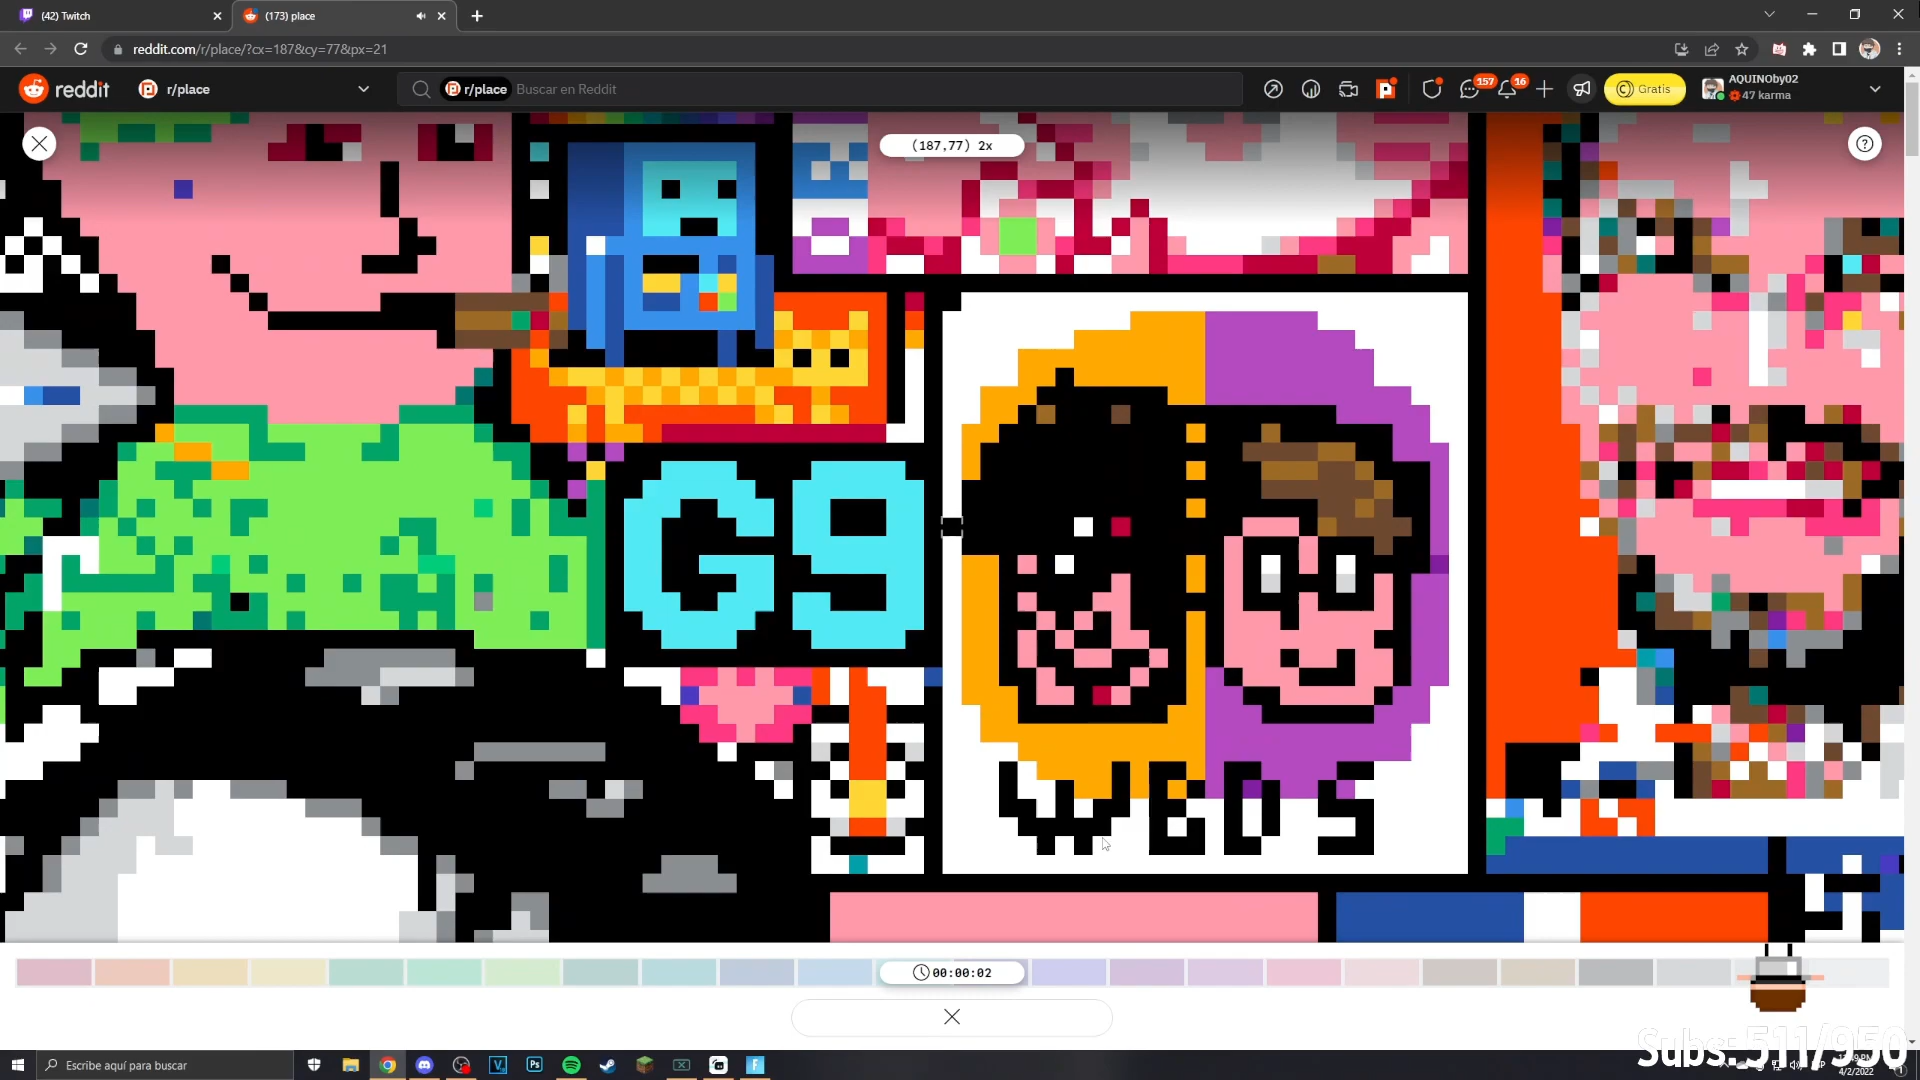 (42) Twitch
(173) place
reddit.com/r/place/?cx=187&cy=77&px=21
reddit
r/place
r/place
Buscar en Reddit
157
16
Gratis
AQUINOby02
47 karma
(187,77) 2x
G9
00:00:02
Escribe aquí para buscar
Subs: 511/950
4/2/2022